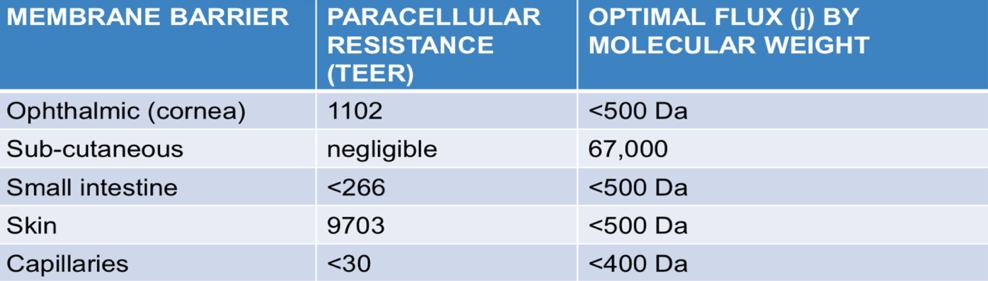 MEMBRANE BARRIER PARACELLULAR RESISTANCE (TEER) OPTIMAL FLUX (j) BY MOLECULAR WEIGHT
Ophthalmic (cornea) 1102 <500 Da
Sub-cutaneous negligible 67,000
Small intestine <266 <500 Da
Skin 9703 <500 Da
Capillaries <30 <400 Da